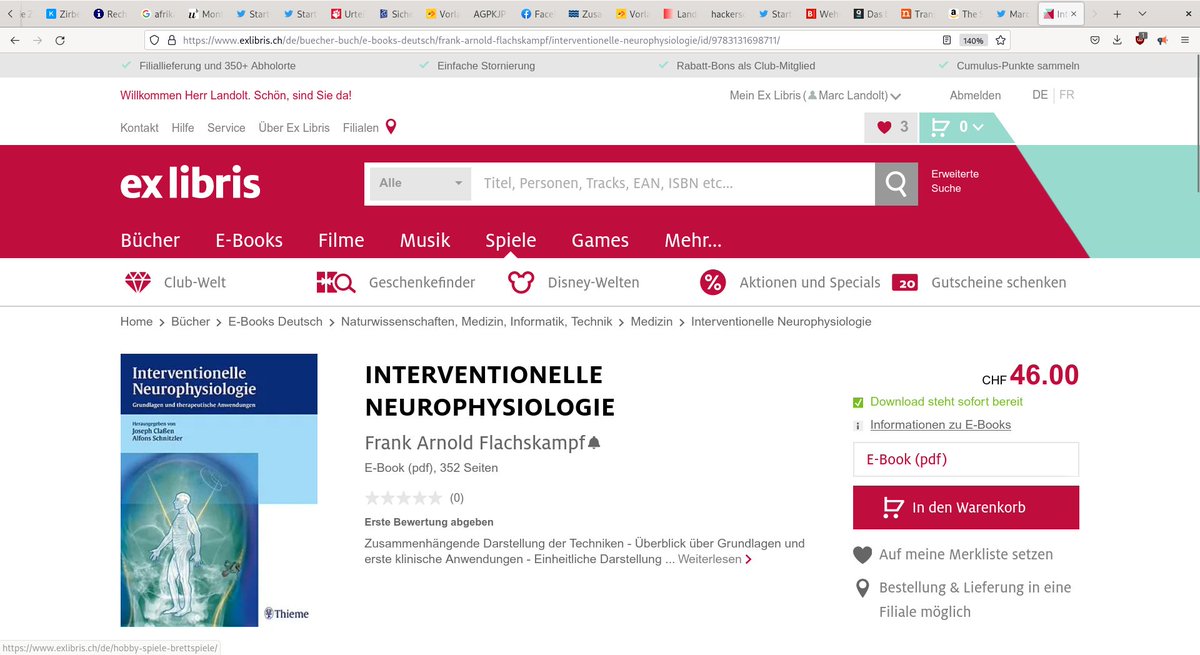 Zirbe
Rech
afrik
Mon
Start
Start
Urte
Sich
Vorla
AGPKJP
Face
Zusa
Vorla
Land
hackers
Start
Weh
Das
Tran
The S
Marc
https://www.exlibris.ch/de/buecher-buch/e-books-deutsch/frank-arnold-flachskampf/interventionelle-neurophysiologie/id/9783131698711/
140%
Filiallieferung und 350+ Abholorte
Einfache Stornierung
Rabatt-Bons als Club-Mitglied
Cumulus-Punkte sammeln
Willkommen Herr Landolt. Schön, sind Sie da!
Mein Ex Libris (Marc Landolt)
Abmelden
DE | FR
Kontakt Hilfe Service Über Ex Libris Filialen
3
0
ex libris
Alle
Titel, Personen, Tracks, EAN, ISBN etc...
Erweiterte
Suche
Bücher E-Books Filme Musik Spiele Games Mehr...
Club-Welt
Geschenkefinder
Disney-Welten
% Aktionen und Specials
20 Gutscheine schenken
Home > Bücher > E-Books Deutsch > Naturwissenschaften, Medizin, Informatik, Technik > Medizin > Interventionelle Neurophysiologie
Interventionelle
Neurophysiologie
Grundlagen und therapeutische Anwendungen
Herausgegeben von
Joseph Claßen
Alfons Schnitzler
Thieme
INTERVENTIONELLE
NEUROPHYSIOLOGIE
Frank Arnold Flachskampf
E-Book (pdf), 352 Seiten
(0)
Erste Bewertung abgeben
Zusammenhängende Darstellung der Techniken - Überblick über Grundlagen und
erste klinische Anwendungen - Einheitliche Darstellung ... Weiterlesen
CHF 46.00
Download steht sofort bereit
i Informationen zu E-Books
E-Book (pdf)
In den Warenkorb
Auf meine Merkliste setzen
Bestellung & Lieferung in eine
Filiale möglich
https://www.exlibris.ch/de/hobby-spiele-brettspiele/